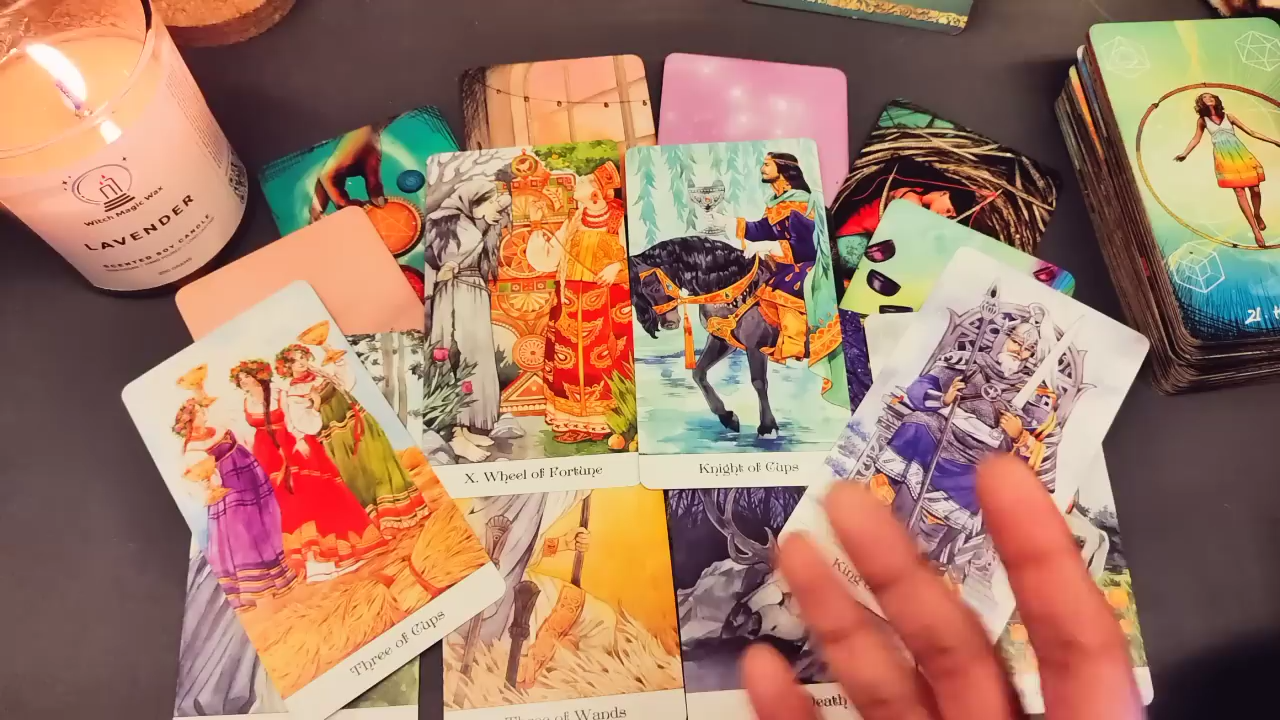 Witch Magic Wax
LAVENDER
SCENTED SOY CANDLE
X. Wheel of Fortune
Knight of Cups
King
Three of Cups
Three of Wands
Death
21